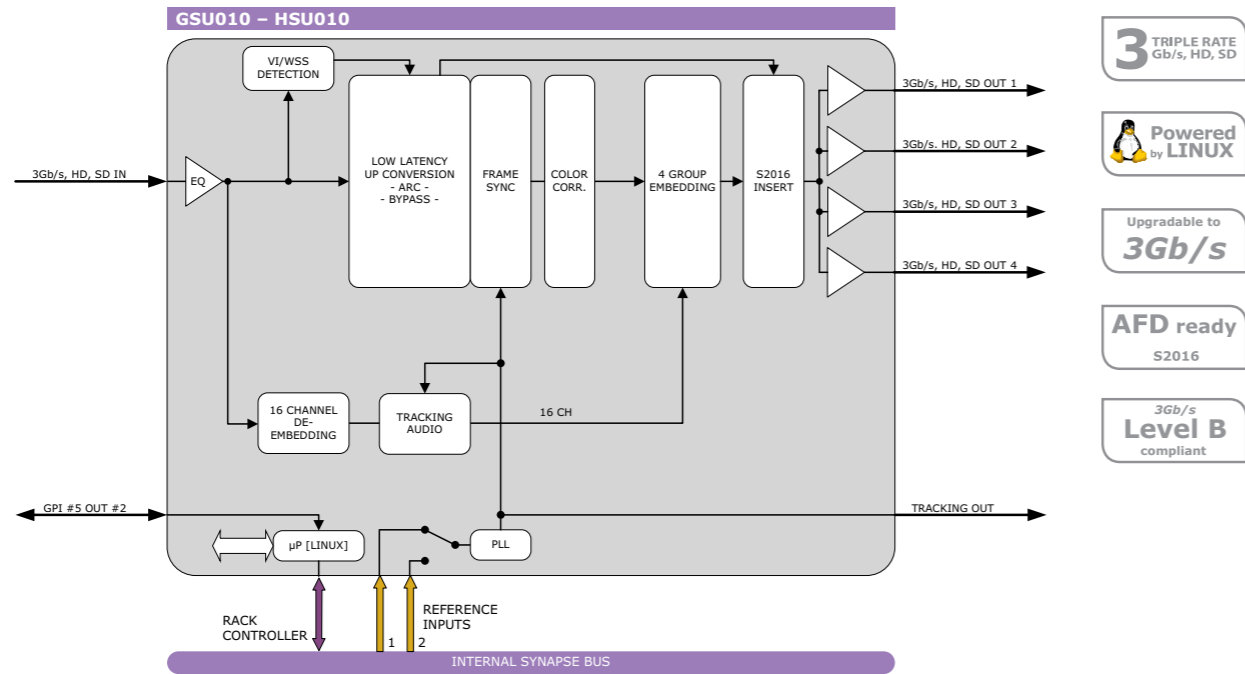 GSU010 – HSU010
VI/WSS
DETECTION
3Gb/s, HD, SD IN
EQ
LOW LATENCY
UP CONVERSION
- ARC -
- BYPASS -
FRAME
SYNC
COLOR
CORR.
4 GROUP
EMBEDDING
S2016
INSERT
3Gb/s, HD, SD OUT 1
3Gb/s. HD, SD OUT 2
3Gb/s, HD, SD OUT 3
3Gb/s, HD, SD OUT 4
16 CHANNEL
DE-
EMBEDDING
TRACKING
AUDIO
16 CH
GPI #5 OUT #2
µP [LINUX]
PLL
TRACKING OUT
RACK
CONTROLLER
1
2
REFERENCE
INPUTS
INTERNAL SYNAPSE BUS
3 TRIPLE RATE
Gb/s, HD, SD
Powered
by LINUX
Upgradable to
3Gb/s
AFD ready
S2016
3Gb/s
Level B
compliant